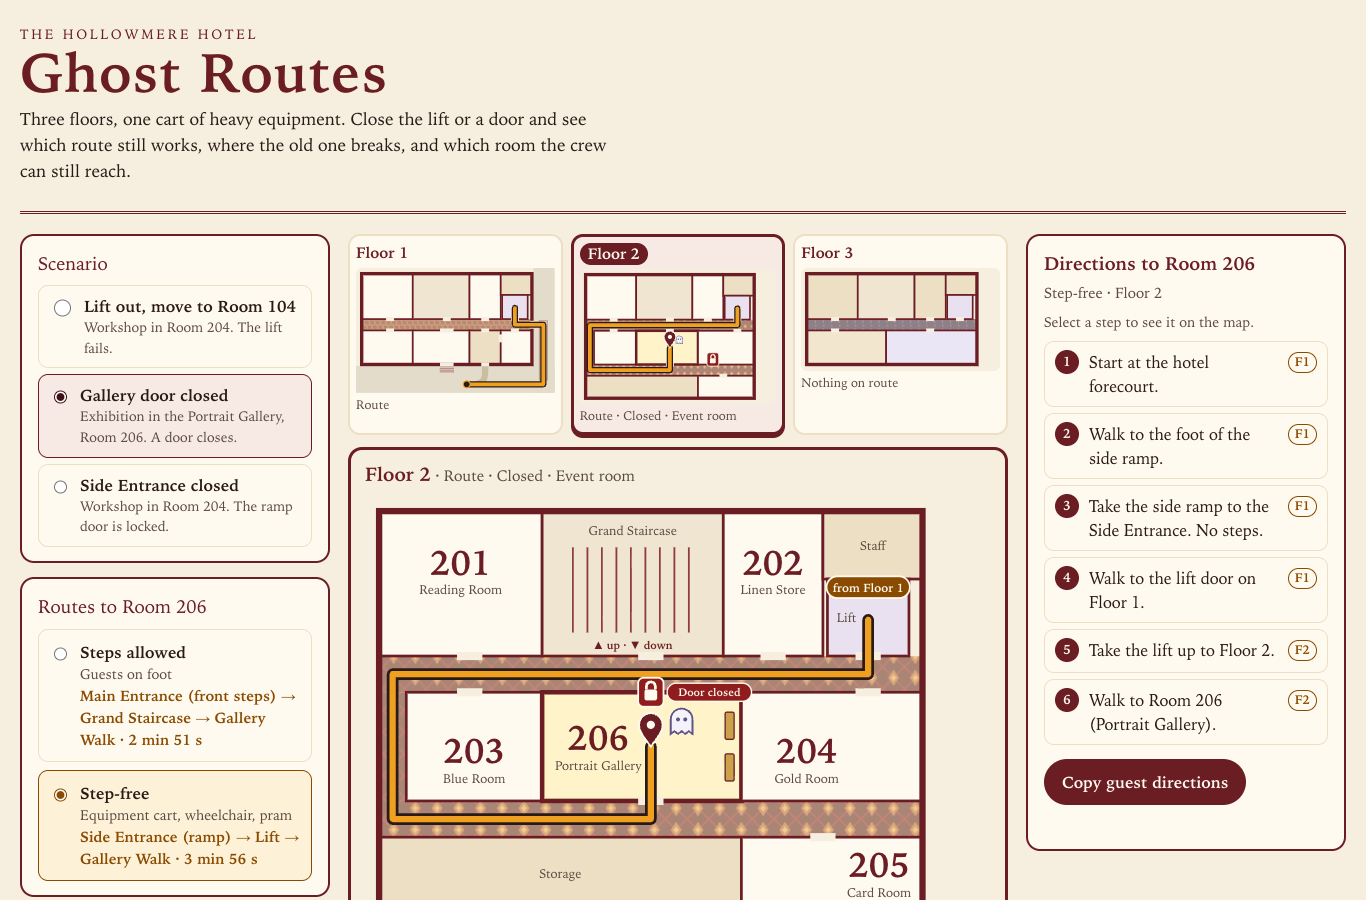 THE HOLLOWMERE HOTEL
Ghost Routes
Three floors, one cart of heavy equipment. Close the lift or a door and see
which route still works, where the old one breaks, and which room the crew
can still reach.
Scenario
Lift out, move to Room 104
Workshop in Room 204. The lift
fails.
Gallery door closed
Exhibition in the Portrait Gallery,
Room 206. A door closes.
Side Entrance closed
Workshop in Room 204. The ramp
door is locked.
Routes to Room 206
Steps allowed
Guests on foot
Main Entrance (front steps) →
Grand Staircase → Gallery
Walk · 2 min 51 s
Step-free
Equipment cart, wheelchair, pram
Side Entrance (ramp) → Lift →
Gallery Walk · 3 min 56 s
Floor 1
Route
Floor 2
Route · Closed · Event room
Floor 3
Nothing on route
Floor 2 · Route · Closed · Event room
201
Reading Room
Grand Staircase
▲ up · ▼ down
202
Linen Store
Staff
from Floor 1
Lift
Door closed
203
Blue Room
206
Portrait Gallery
204
Gold Room
Storage
205
Card Room
Directions to Room 206
Step-free · Floor 2
Select a step to see it on the map.
1 Start at the hotel F1
forecourt.
2 Walk to the foot of the F1
side ramp.
3 Take the side ramp to the F1
Side Entrance. No steps.
4 Walk to the lift door on F1
Floor 1.
5 Take the lift up to Floor 2. F2
6 Walk to Room 206 F2
(Portrait Gallery).
Copy guest directions